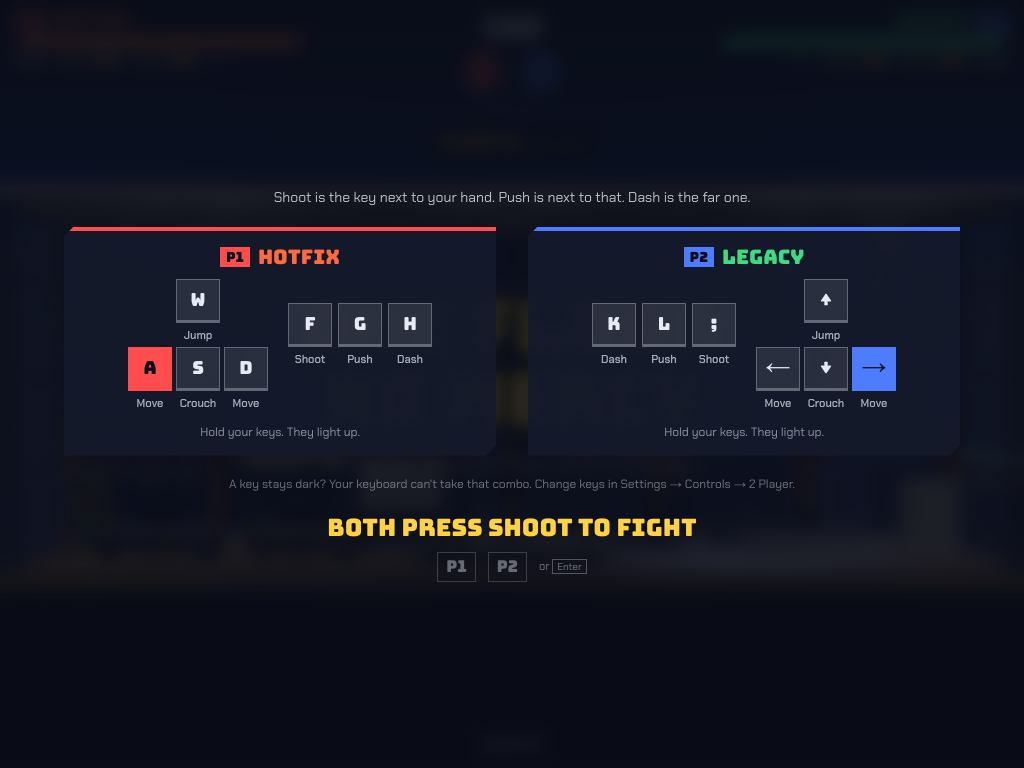 Shoot is the key next to your hand. Push is next to that. Dash is the far one.
P1 HOTFIX
W
Jump
F G H
Shoot Push Dash
A S D
Move Crouch Move
Hold your keys. They light up.
P2 LEGACY
↑
Jump
K L ;
Dash Push Shoot
← ↓ →
Move Crouch Move
Hold your keys. They light up.
A key stays dark? Your keyboard can't take that combo. Change keys in Settings → Controls → 2 Player.
BOTH PRESS SHOOT TO FIGHT
P1 P2 or Enter